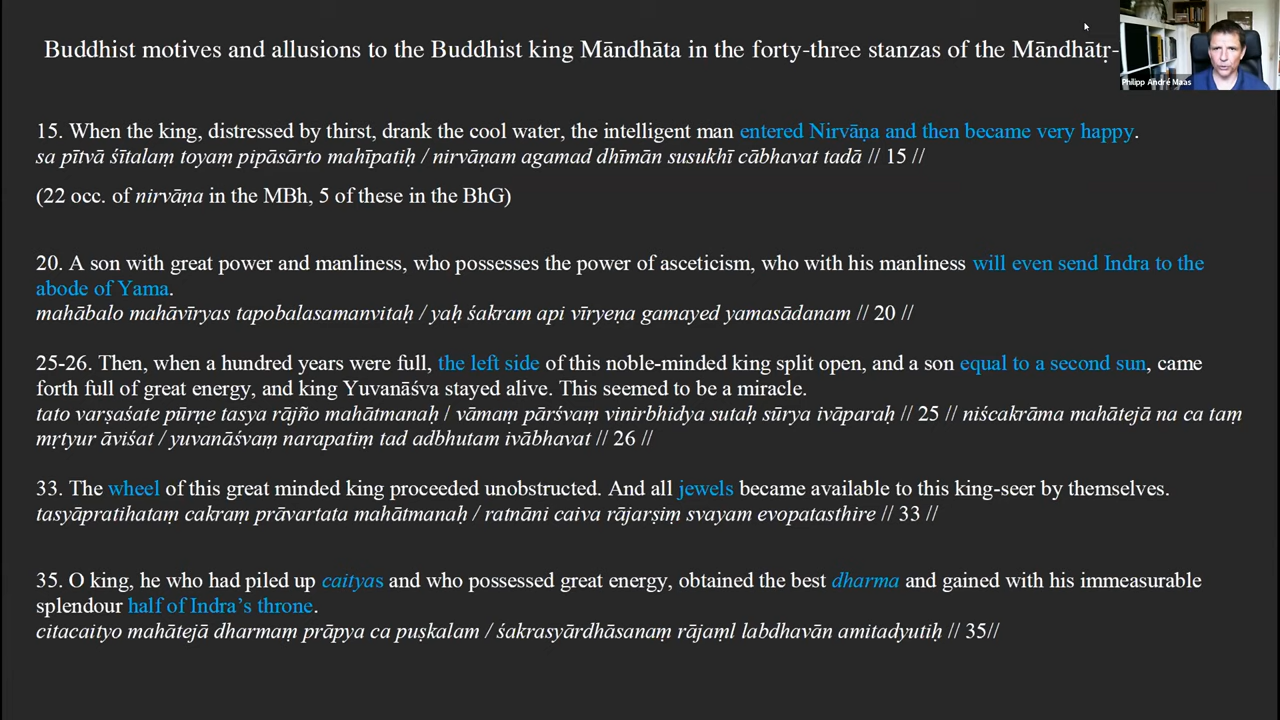 Buddhist motives and allusions to the Buddhist king Māndhāta in the forty-three stanzas of the Māndhātṛ-
Philipp André Maas
15. When the king, distressed by thirst, drank the cool water, the intelligent man entered Nirvāṇa and then became very happy.
sa pītvā śītalaṃ toyaṃ pipāsārto mahīpatiḥ / nirvāṇam agamad dhīmān susukhī cābhavat tadā // 15 //
(22 occ. of nirvāṇa in the MBh, 5 of these in the BhG)
20. A son with great power and manliness, who possesses the power of asceticism, who with his manliness will even send Indra to the
abode of Yama.
mahābalo mahāvīryas tapobalasamanvitaḥ / yaḥ śakram api vīryeṇa gamayed yamasādanam // 20 //
25-26. Then, when a hundred years were full, the left side of this noble-minded king split open, and a son equal to a second sun, came
forth full of great energy, and king Yuvanāśva stayed alive. This seemed to be a miracle.
tato varṣaśate pūrṇe tasya rājño mahātmanaḥ / vāmaṃ pārśvaṃ vinirbhidya sutaḥ sūrya ivāparaḥ // 25 // niścakrāma mahātejā na ca taṃ
mṛtyur āviśat / yuvanāśvaṃ narapatiṃ tad adbhutam ivābhavat // 26 //
33. The wheel of this great minded king proceeded unobstructed. And all jewels became available to this king-seer by themselves.
tasyāpratihataṃ cakraṃ prāvartata mahātmanaḥ / ratnāni caiva rājarṣiṃ svayam evopatasthire // 33 //
35. O king, he who had piled up caityas and who possessed great energy, obtained the best dharma and gained with his immeasurable
splendour half of Indra’s throne.
citacaityo mahātejā dharmaṃ prāpya ca puṣkalam / śakrasyārdhāsanaṃ rājaṃl labdhavān amitadyutiḥ // 35//